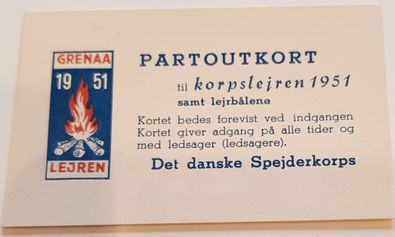 GRENAA
19 51
LEJREN
PARTOUTKORT
til korpslejren 1951
samt lejrbålene
Kortet bedes forevist ved indgangen
Kortet giver adgang på alle tider og
med ledsager (ledsagere).
Det danske Spejderkorps